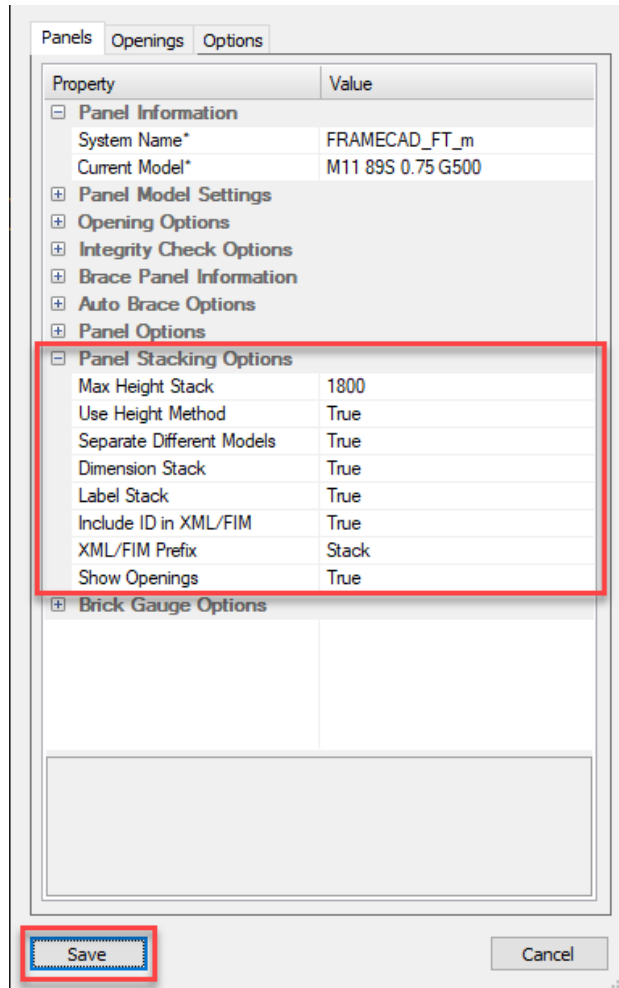 Panels Openings Options
Property Value
Panel Information
System Name* FRAMECAD_FT_m
Current Model* M11 89S 0.75 G500
Panel Model Settings
Opening Options
Integrity Check Options
Brace Panel Information
Auto Brace Options
Panel Options
Panel Stacking Options
Max Height Stack 1800
Use Height Method True
Separate Different Models True
Dimension Stack True
Label Stack True
Include ID in XML/FIM True
XML/FIM Prefix Stack
Show Openings True
Brick Gauge Options
Save Cancel